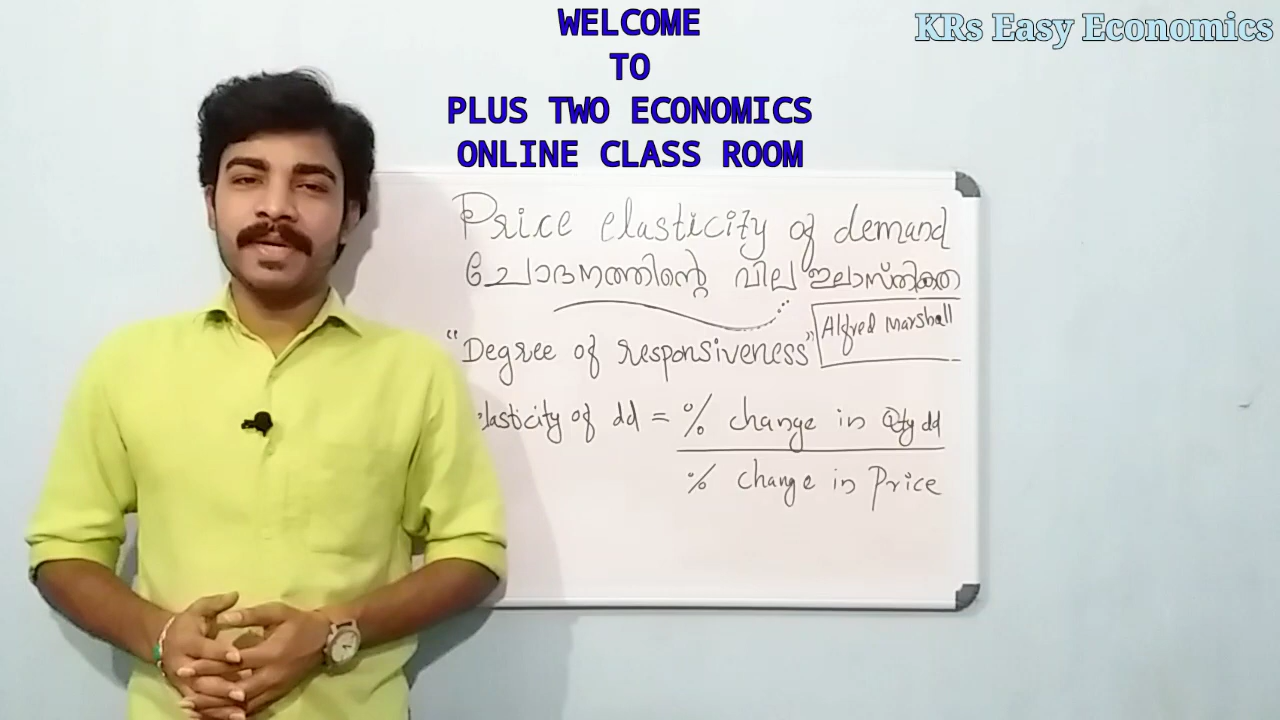 WELCOME
TO
PLUS TWO ECONOMICS
ONLINE CLASS ROOM
KRs Easy Economics
Price elasticity of demand
ചോദനത്തിന്റെ വില ഇലാസ്തികത
"Degree of responsiveness"
Alfred Marshall
lasticity of dd = % change in Qty dd
% change in Price